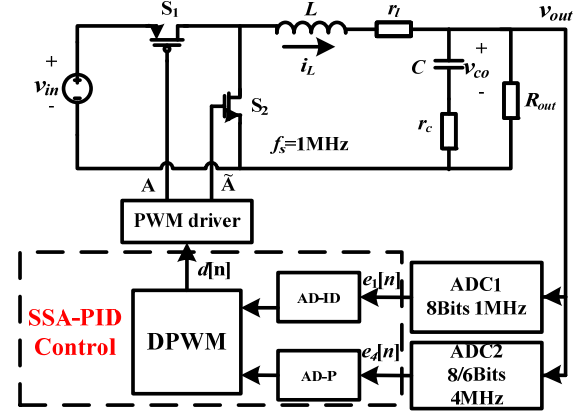 S₁
L
r_l
v_out
+
v_in
-
i_L
C
+
v_co
-
S₂
R_out
r_c
f_s=1MHz
A
Ã
PWM driver
d[n]
SSA-PID
Control
DPWM
AD-ID
e₁[n]
ADC1
8Bits 1MHz
AD-P
e₄[n]
ADC2
8/6Bits
4MHz